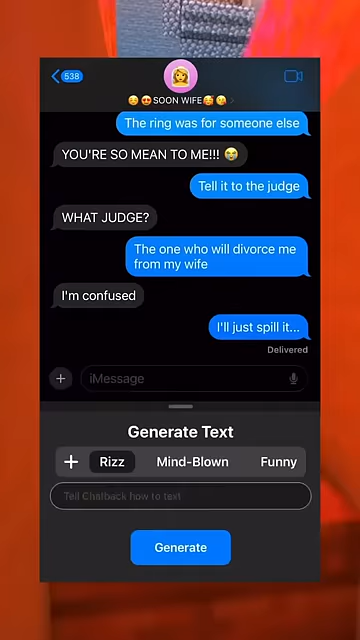 538
😊😍SOON WIFE🥰😘
The ring was for someone else
YOU'RE SO MEAN TO ME!!! 😭
Tell it to the judge
WHAT JUDGE?
The one who will divorce me
from my wife
I'm confused
I'll just spill it...
Delivered
iMessage
Generate Text
Rizz Mind-Blown Funny
Tell Chatback how to text
Generate